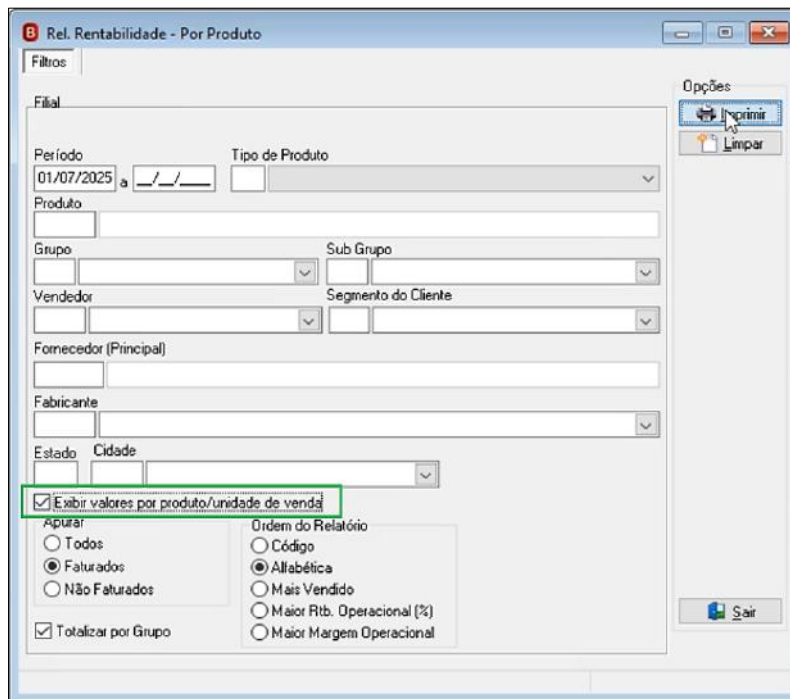 Rel. Rentabilidade - Por Produto
Filtros
Opções
Filial
Imprimir
Limpar
Período
Tipo de Produto
01/07/2025 a __/__/____
Produto
Grupo
Sub Grupo
Vendedor
Segmento do Cliente
Fornecedor (Principal)
Fabricante
Estado Cidade
Exibir valores por produto/unidade de venda
Apurar
Ordem do Relatório
Todos
Código
Faturados
Alfabética
Não Faturados
Mais Vendido
Maior Rtb. Operacional (%)
Sair
Totalizar por Grupo
Maior Margem Operacional